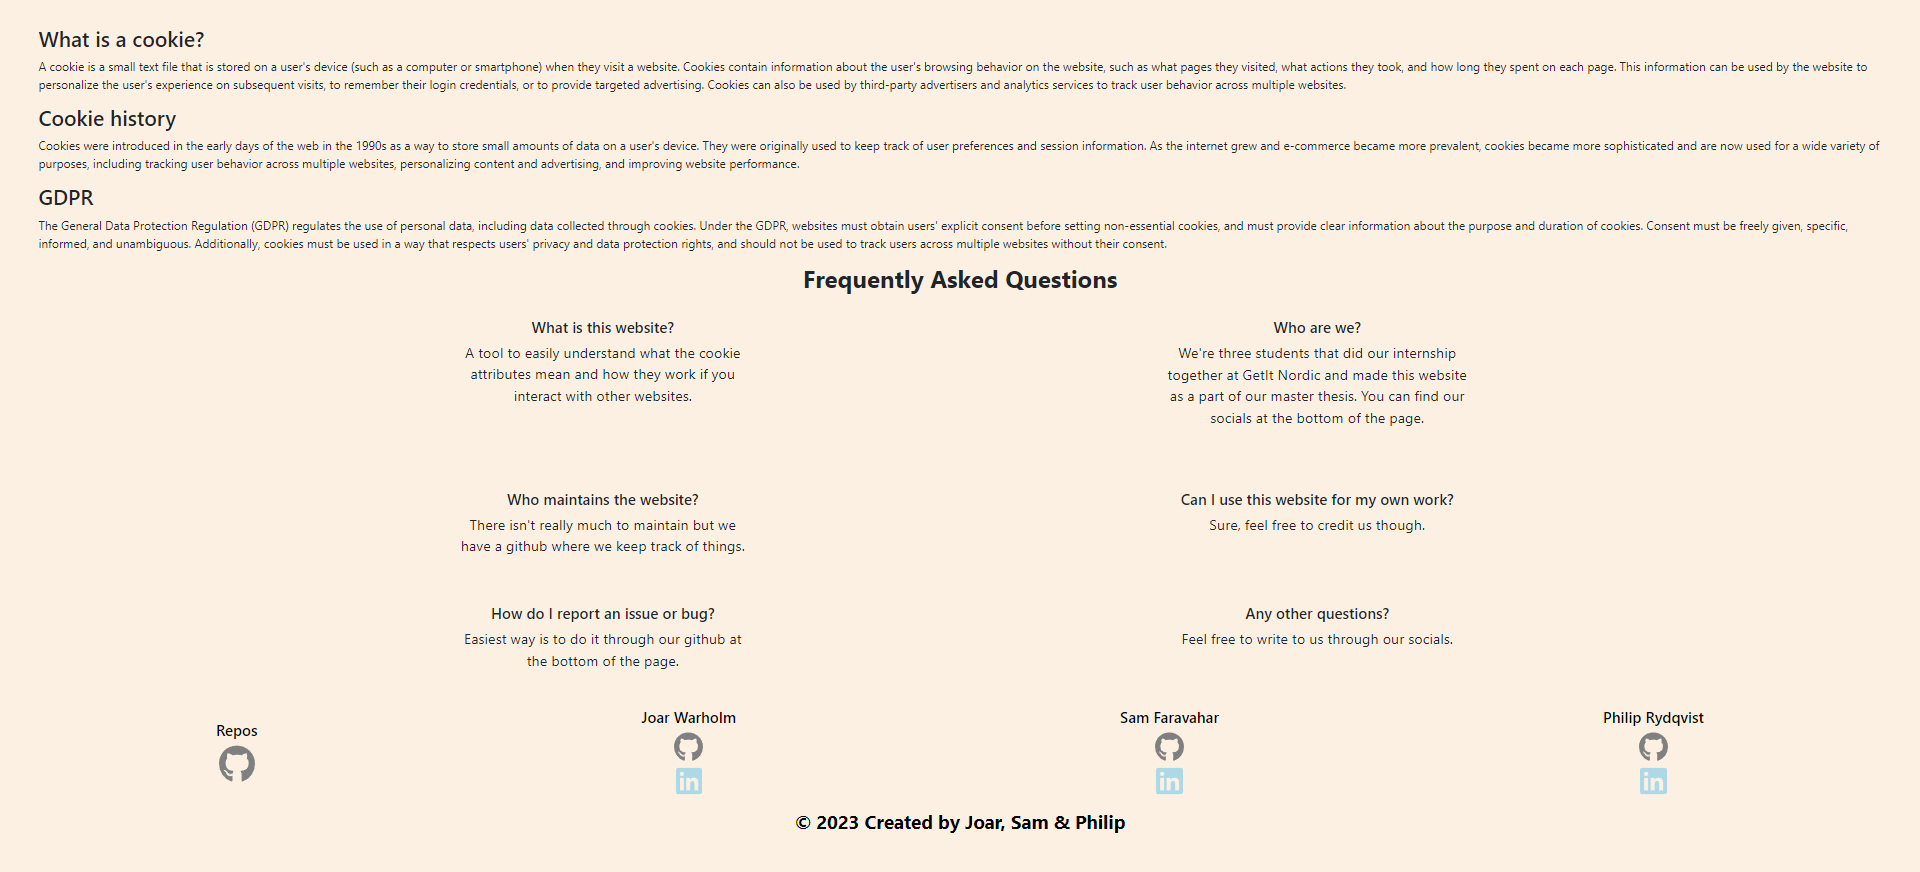 What is a cookie?
A cookie is a small text file that is stored on a user's device (such as a computer or smartphone) when they visit a website. Cookies contain information about the user's browsing behavior on the website, such as what pages they visited, what actions they took, and how long they spent on each page. This information can be used by the website to
personalize the user's experience on subsequent visits, to remember their login credentials, or to provide targeted advertising. Cookies can also be used by third-party advertisers and analytics services to track user behavior across multiple websites.
Cookie history
Cookies were introduced in the early days of the web in the 1990s as a way to store small amounts of data on a user's device. They were originally used to keep track of user preferences and session information. As the internet grew and e-commerce became more prevalent, cookies became more sophisticated and are now used for a wide variety of
purposes, including tracking user behavior across multiple websites, personalizing content and advertising, and improving website performance.
GDPR
The General Data Protection Regulation (GDPR) regulates the use of personal data, including data collected through cookies. Under the GDPR, websites must obtain users' explicit consent before setting non-essential cookies, and must provide clear information about the purpose and duration of cookies. Consent must be freely given, specific,
informed, and unambiguous. Additionally, cookies must be used in a way that respects users' privacy and data protection rights, and should not be used to track users across multiple websites without their consent.
Frequently Asked Questions
What is this website?
A tool to easily understand what the cookie
attributes mean and how they work if you
interact with other websites.
Who are we?
We're three students that did our internship
together at GetIt Nordic and made this website
as a part of our master thesis. You can find our
socials at the bottom of the page.
Who maintains the website?
There isn't really much to maintain but we
have a github where we keep track of things.
Can I use this website for my own work?
Sure, feel free to credit us though.
How do I report an issue or bug?
Easiest way is to do it through our github at
the bottom of the page.
Any other questions?
Feel free to write to us through our socials.
Repos
Joar Warholm
in
Sam Faravahar
in
Philip Rydqvist
in
© 2023 Created by Joar, Sam & Philip